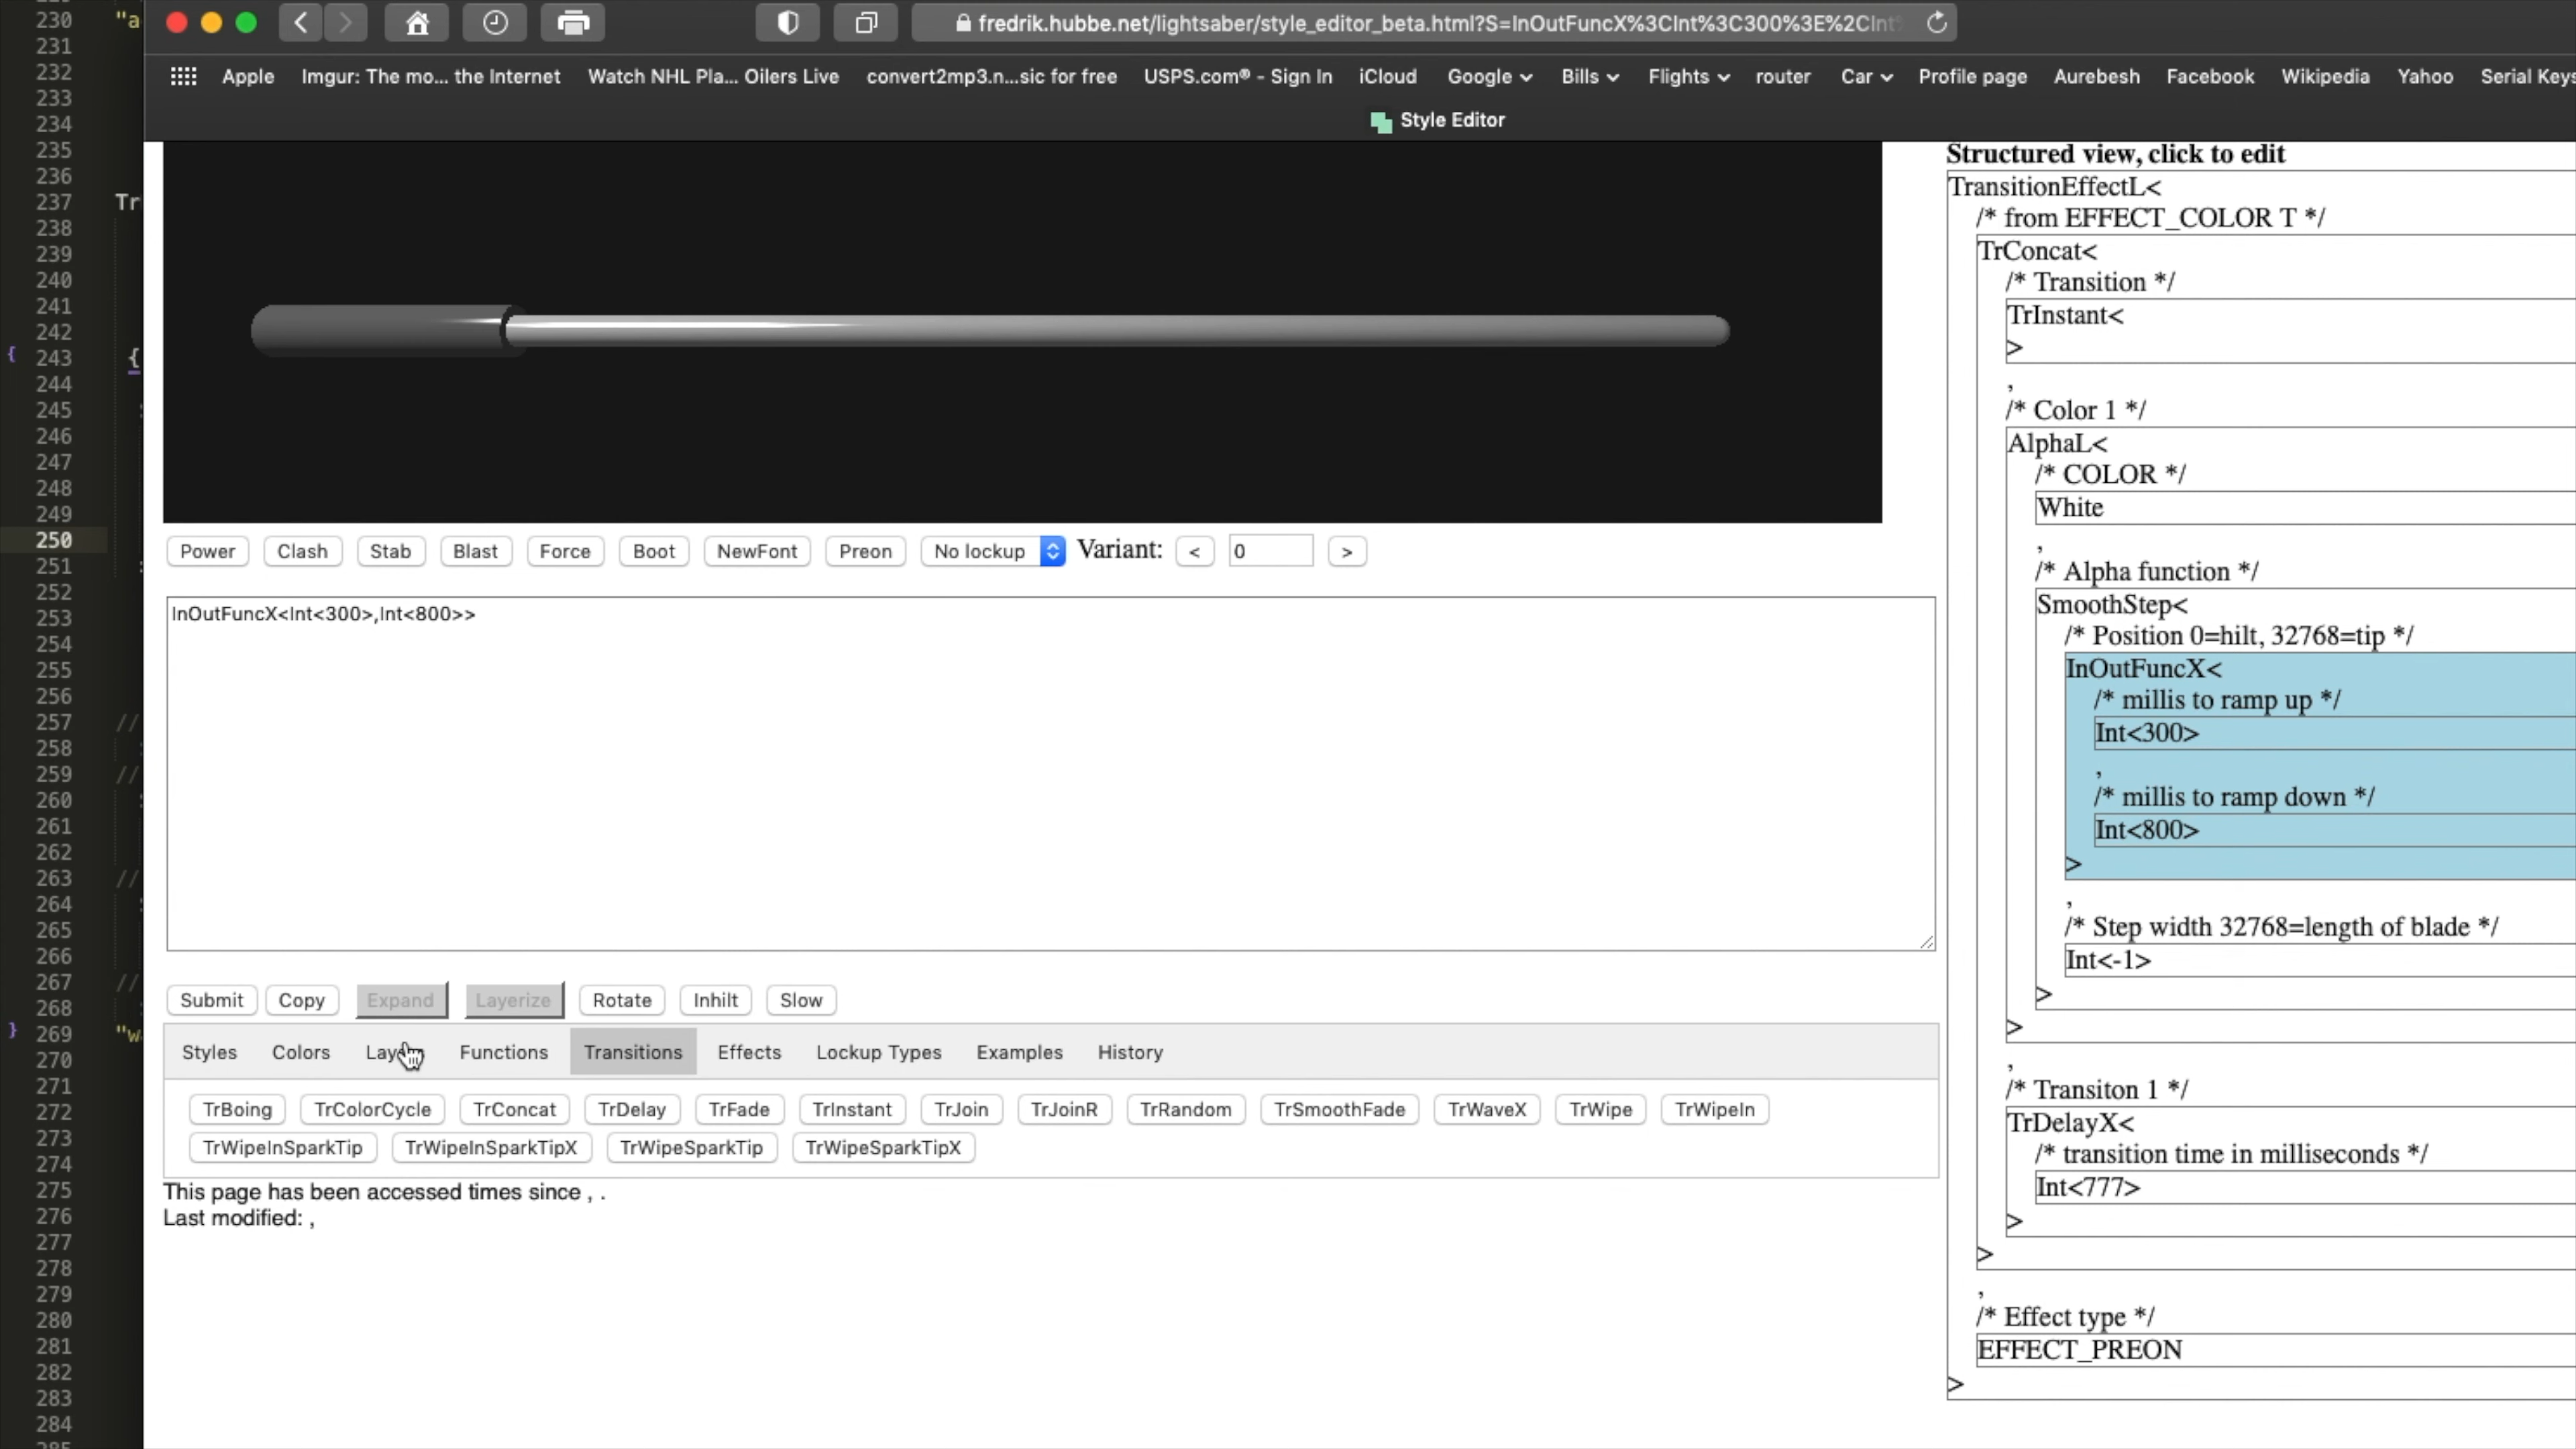 fredrik.hubbe.net/lightsaber/style_editor_beta.html?S=InOutFuncX%3CInt%3C300%3E%2CInt%
Apple Imgur: The mo... the Internet Watch NHL Pla... Oilers Live convert2mp3.n...sic for free USPS.com® - Sign In iCloud Google Bills Flights router Car Profile page Aurebesh Facebook Wikipedia Yahoo Serial Keys
Style Editor
230 "a
231
232
233
234
235
236
237 Tr
238
239
240
241
242
{ 243 {
244
245
246
247
248
249
250
251
252
253
254
255
256
257 //
258
259 //
260
261
262
263 //
264
265
266
267 //
268
} 269 "w
270
271
272
273
274
275
276
277
278
279
280
281
282
283
284
285
Power Clash Stab Blast Force Boot NewFont Preon No lockup Variant: < 0 >
InOutFuncX<Int<300>,Int<800>>
Submit Copy Expand Layerize Rotate Inhilt Slow
Styles Colors Functions Transitions Effects Lockup Types Examples History
TrBoing TrColorCycle TrConcat TrDelay TrFade TrInstant TrJoin TrJoinR TrRandom TrSmoothFade TrWaveX TrWipe TrWipeIn
TrWipeInSparkTip TrWipeInSparkTipX TrWipeSparkTip TrWipeSparkTipX
This page has been accessed times since , .
Last modified: ,
Structured view, click to edit
TransitionEffectL<
/* from EFFECT_COLOR T */
TrConcat<
/* Transition */
TrInstant<
>
,
/* Color 1 */
AlphaL<
/* COLOR */
White
,
/* Alpha function */
SmoothStep<
/* Position 0=hilt, 32768=tip */
InOutFuncX<
/* millis to ramp up */
Int<300>
,
/* millis to ramp down */
Int<800>
>
,
/* Step width 32768=length of blade */
Int<-1>
>
>
,
/* Transiton 1 */
TrDelayX<
/* transition time in milliseconds */
Int<777>
>
>
,
/* Effect type */
EFFECT_PREON
>